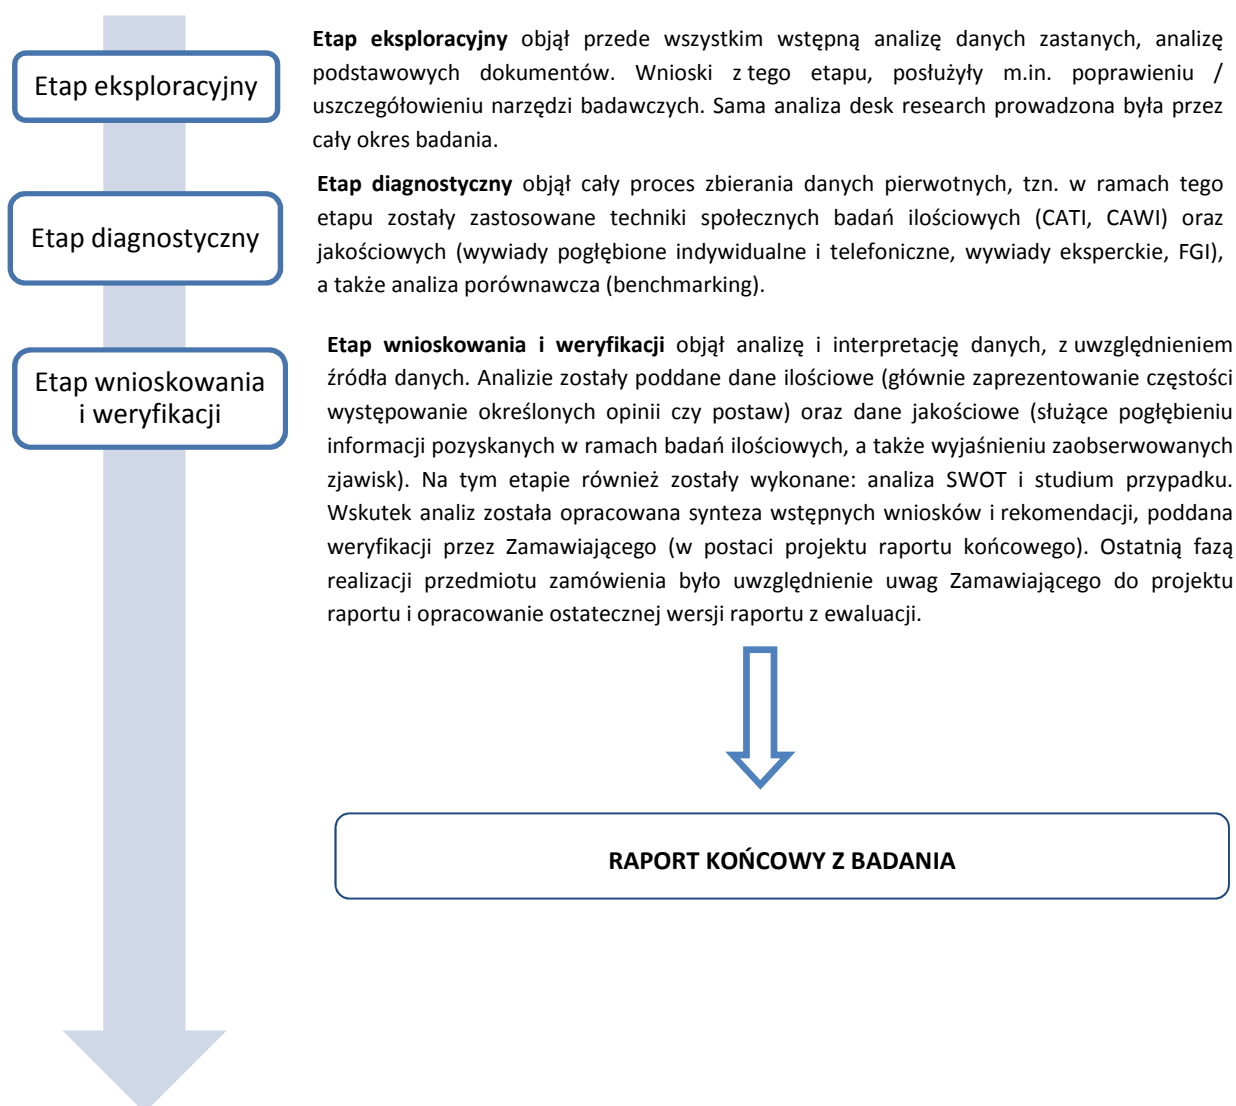 Etap eksploracyjny
Etap eksploracyjny objął przede wszystkim wstępną analizę danych zastanych, analizę
podstawowych dokumentów. Wnioski z tego etapu, posłużyły m.in. poprawieniu /
uszczegółowieniu narzędzi badawczych. Sama analiza desk research prowadzona była przez
cały okres badania.
Etap diagnostyczny
Etap diagnostyczny objął cały proces zbierania danych pierwotnych, tzn. w ramach tego
etapu zostały zastosowane techniki społecznych badań ilościowych (CATI, CAWI) oraz
jakościowych (wywiady pogłębione indywidualne i telefoniczne, wywiady eksperckie, FGI),
a także analiza porównawcza (benchmarking).
Etap wnioskowania
i weryfikacji
Etap wnioskowania i weryfikacji objął analizę i interpretację danych, z uwzględnieniem
źródła danych. Analizie zostały poddane dane ilościowe (głównie zaprezentowanie częstości
występowanie określonych opinii czy postaw) oraz dane jakościowe (służące pogłębieniu
informacji pozyskanych w ramach badań ilościowych, a także wyjaśnieniu zaobserwowanych
zjawisk). Na tym etapie również zostały wykonane: analiza SWOT i studium przypadku.
Wskutek analiz została opracowana synteza wstępnych wniosków i rekomendacji, poddana
weryfikacji przez Zamawiającego (w postaci projektu raportu końcowego). Ostatnią fazą
realizacji przedmiotu zamówienia było uwzględnienie uwag Zamawiającego do projektu
raportu i opracowanie ostatecznej wersji raportu z ewaluacji.
RAPORT KOŃCOWY Z BADANIA